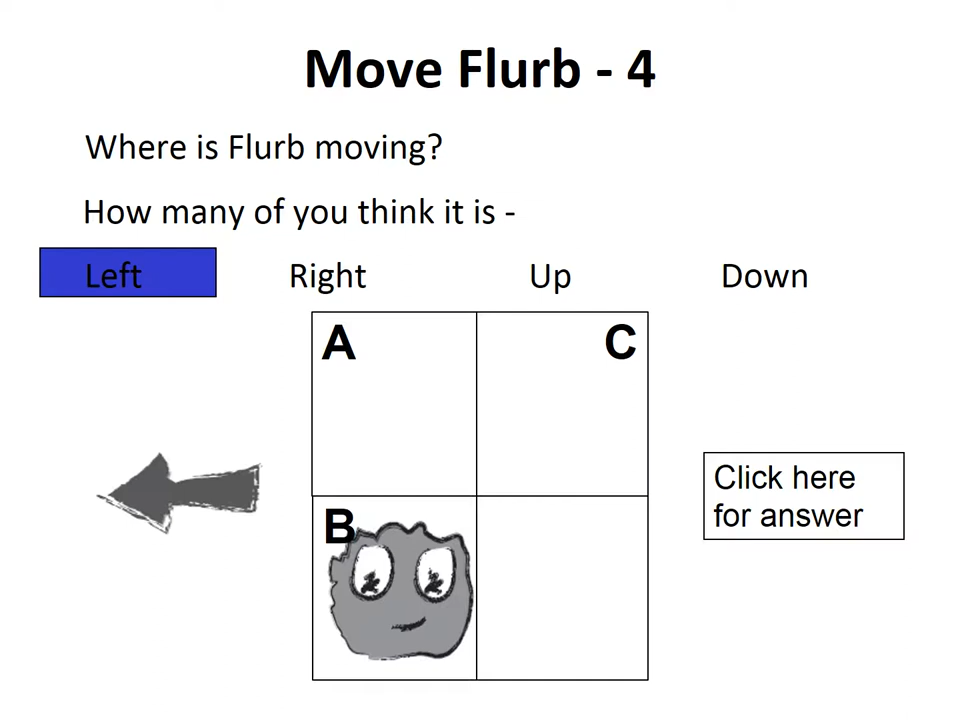 Move Flurb - 4
Where is Flurb moving?
How many of you think it is -
Left Right Up Down
A C
Click here
for answer
B